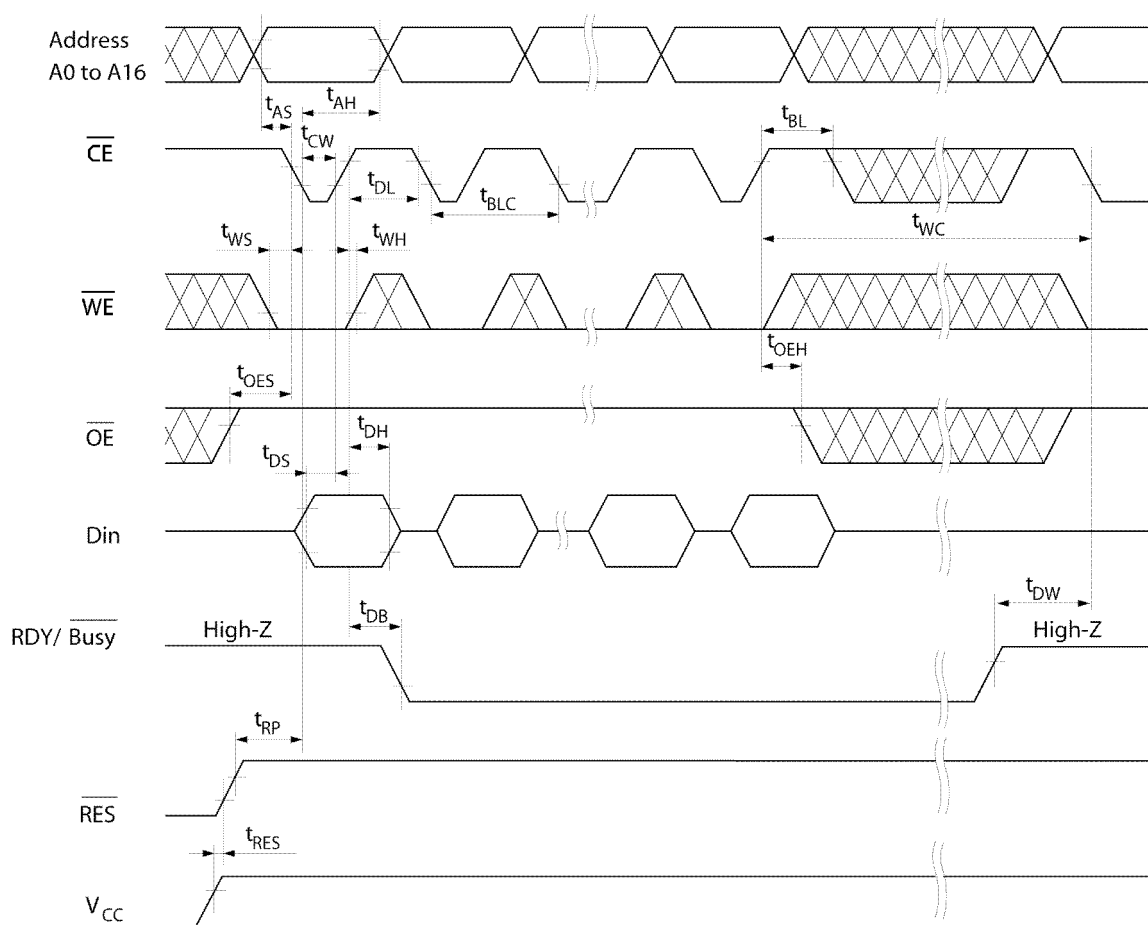 Address
A0 to A16
tAS
tAH
tCW
tBL
CE
tDL
tBLC
tWS
tWH
tWC
WE
tOES
tOEH
OE
tDH
tDS
Din
tDB
tDW
RDY/ Busy
High-Z
High-Z
tRP
RES
tRES
VCC